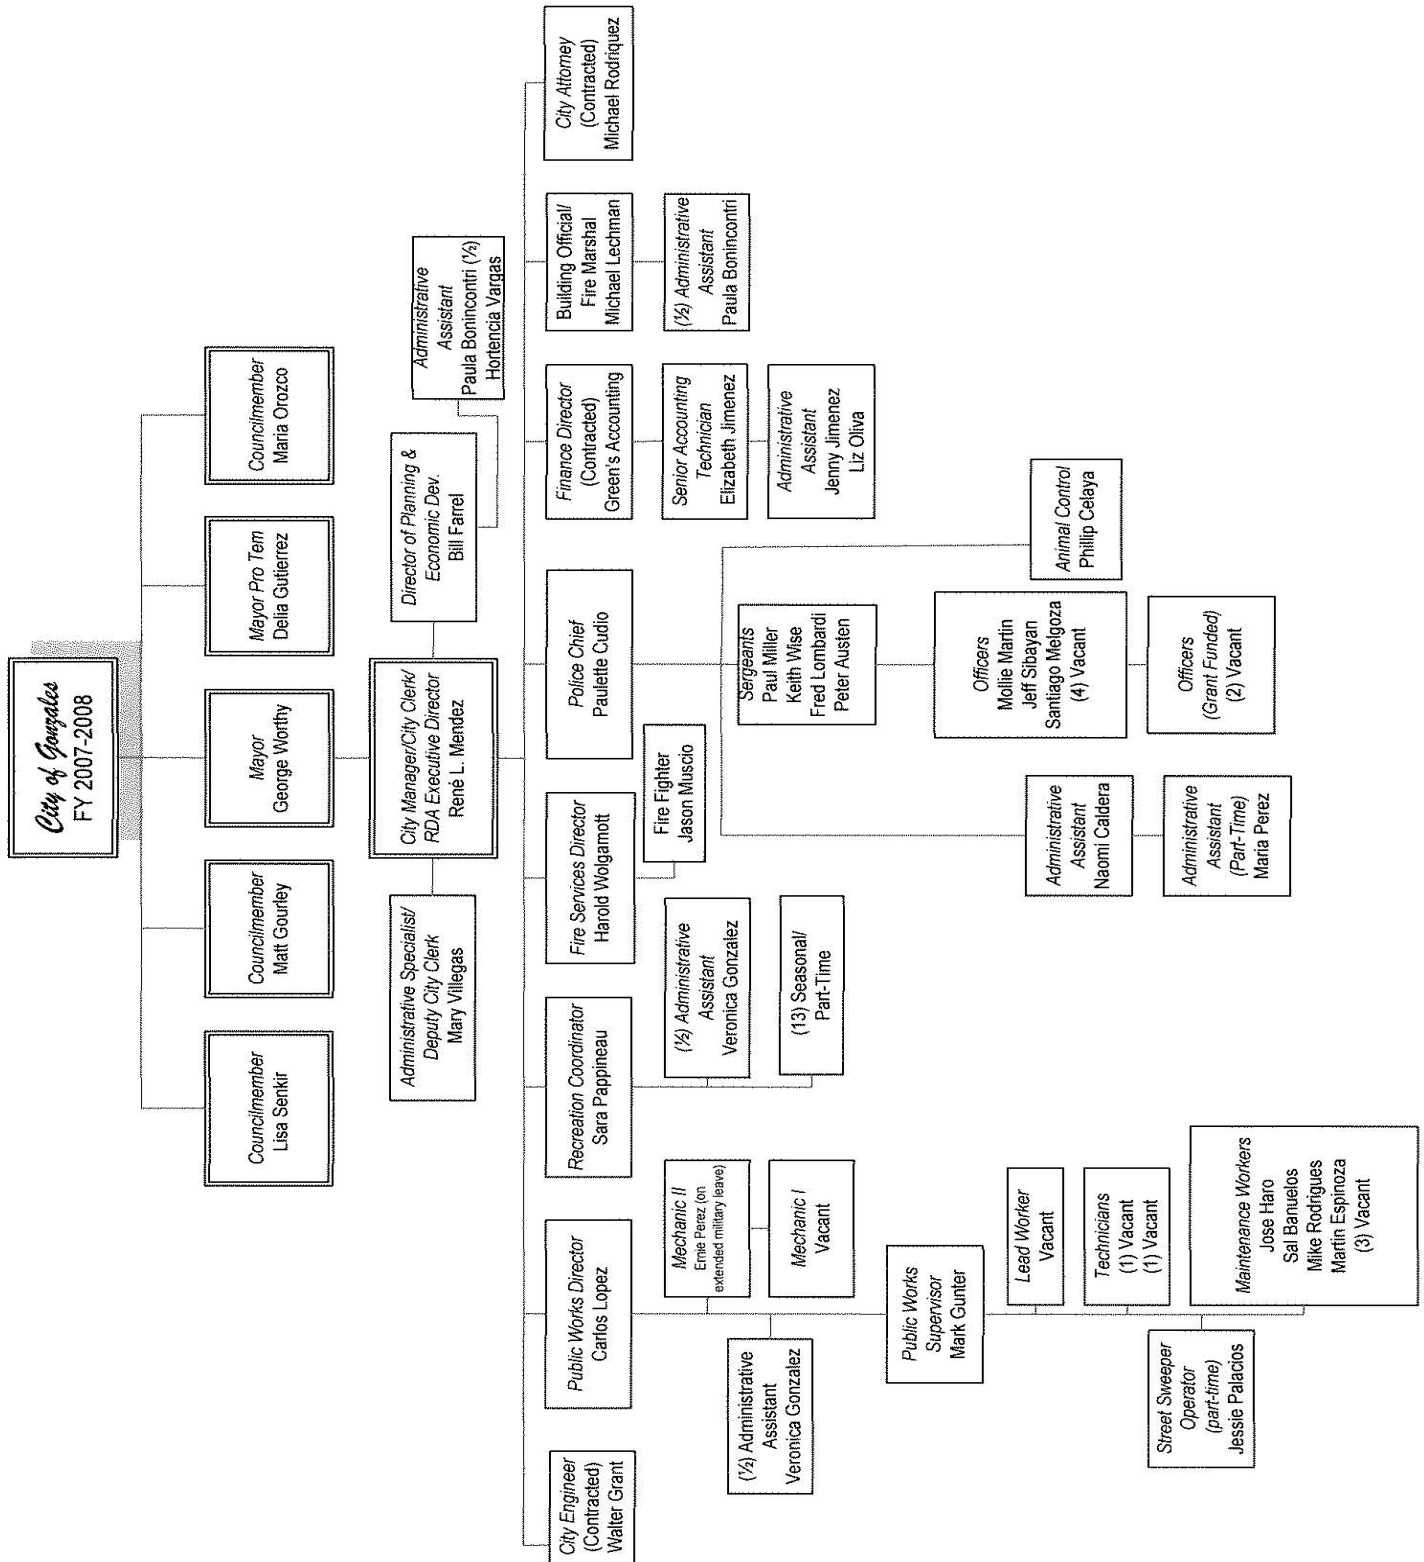 City of Gonzales
FY 2007-2008
Councilmember
Lisa Senkir
Councilmember
Matt Gourley
Mayor
George Worthy
Mayor Pro Tem
Delia Gutierrez
Councilmember
Maria Orozco
Administrative Specialist/
Deputy City Clerk
Mary Villegas
City Manager/City Clerk/
RDA Executive Director
René L. Mendez
Director of Planning &
Economic Dev.
Bill Farrel
Administrative
Assistant
Paula Bonincontri (½)
Hortencia Vargas
City Engineer
(Contracted)
Walter Grant
Public Works Director
Carlos Lopez
Recreation Coordinator
Sara Pappineau
Fire Services Director
Harold Wolgamott
Police Chief
Paulette Cudio
Finance Director
(Contracted)
Green's Accounting
Building Official/
Fire Marshal
Michael Lechman
City Attorney
(Contracted)
Michael Rodriquez
Mechanic II
Ernie Perez (on
extended military leave)
Mechanic I
Vacant
(½) Administrative
Assistant
Veronica Gonzalez
Public Works
Supervisor
Mark Gunter
Lead Worker
Vacant
Technicians
(1) Vacant
(1) Vacant
Street Sweeper
Operator
(part-time)
Jessie Palacios
Maintenance Workers
Jose Haro
Sal Banuelos
Mike Rodrigues
Martin Espinoza
(3) Vacant
(½) Administrative
Assistant
Veronica Gonzalez
(13) Seasonal/
Part-Time
Fire Fighter
Jason Muscio
Sergeants
Paul Miller
Keith Wise
Fred Lombardi
Peter Austen
Officers
Mollie Martin
Jeff Sibayan
Santiago Melgoza
(4) Vacant
Officers
(Grant Funded)
(2) Vacant
Administrative
Assistant
Naomi Caldera
Administrative
Assistant
(Part-Time)
Maria Perez
Animal Control
Phillip Celaya
Senior Accounting
Technician
Elizabeth Jimenez
Administrative
Assistant
Jenny Jimenez
Liz Oliva
(½) Administrative
Assistant
Paula Bonincontri